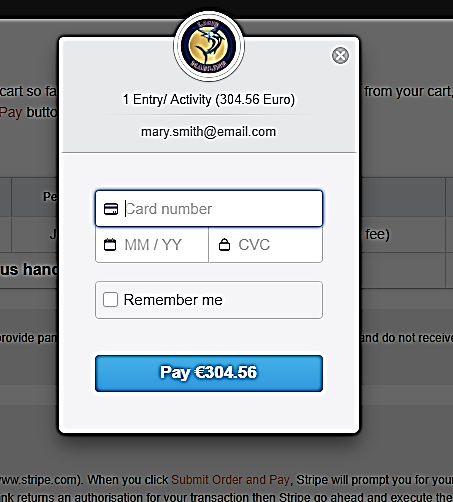 cart so fa
from your cart,
Pay butto
1 Entry/ Activity (304.56 Euro)
mary.smith@email.com
Pe
Card number
J
fee)
MM / YY
CVC
us hand
Remember me
provide pa
and do not receive
Pay €304.56
www.stripe.com). When you click Submit Order and Pay, Stripe will prompt you for your
nk returns an authorisation for your transaction then Stripe go ahead and execute the